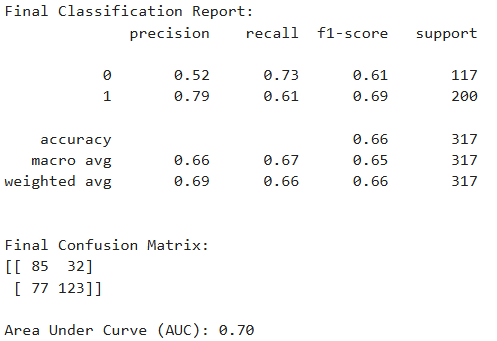 Final Classification Report:
              precision    recall  f1-score   support

           0       0.52      0.73      0.61       117
           1       0.79      0.61      0.69       200

    accuracy                           0.66       317
   macro avg       0.66      0.67      0.65       317
weighted avg       0.69      0.66      0.66       317


Final Confusion Matrix:
[[ 85  32]
 [ 77 123]]

Area Under Curve (AUC): 0.70